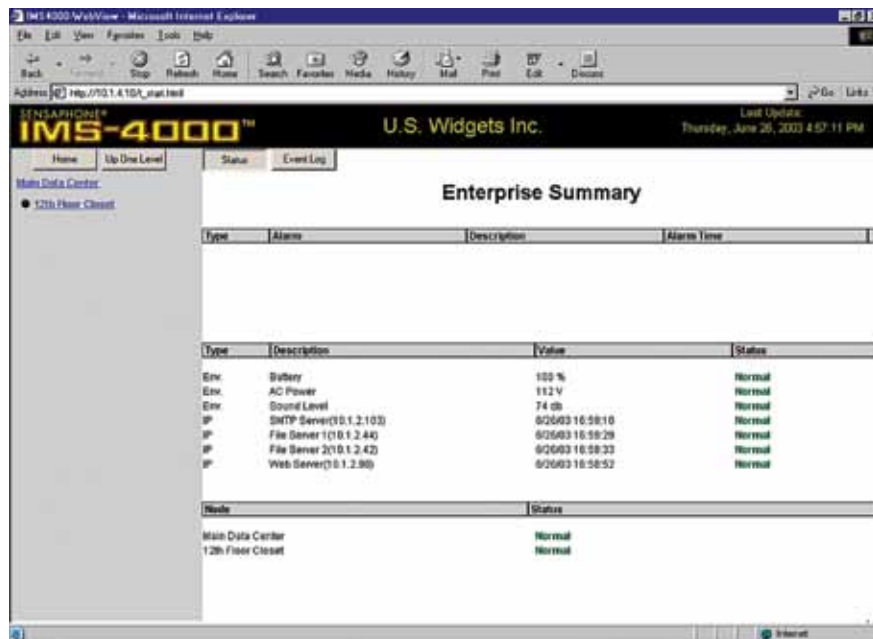 IMS4000 WebView - Microsoft Internet Explorer
File Edit View Favorites Tools Help
Back Forward Stop Refresh Home Search Favorites Media History Mail Print Edit Discuss
Address http://10.1.4.10/t_start.html Go Links
SENSAPHONE®
IMS-4000™
U.S. Widgets Inc.
Last Update:
Thursday, June 26, 2003 4:57:11 PM
Home Up One Level Status Event Log
Main Data Center
12th Floor Closet
Enterprise Summary
Type Alarm Description Alarm Time
Type Description Value Status
Env. Battery 100 % Normal
Env. AC Power 112 V Normal
Env. Sound Level 74 db Normal
IP SMTP Server(10.1.2.103) 6/26/03 16:59:16 Normal
IP File Server 1(10.1.2.44) 6/26/03 16:59:29 Normal
IP File Server 2(10.1.2.42) 6/26/03 16:58:33 Normal
IP Web Server(10.1.2.98) 6/26/03 16:58:52 Normal
Node Status
Main Data Center Normal
12th Floor Closet Normal
Internet